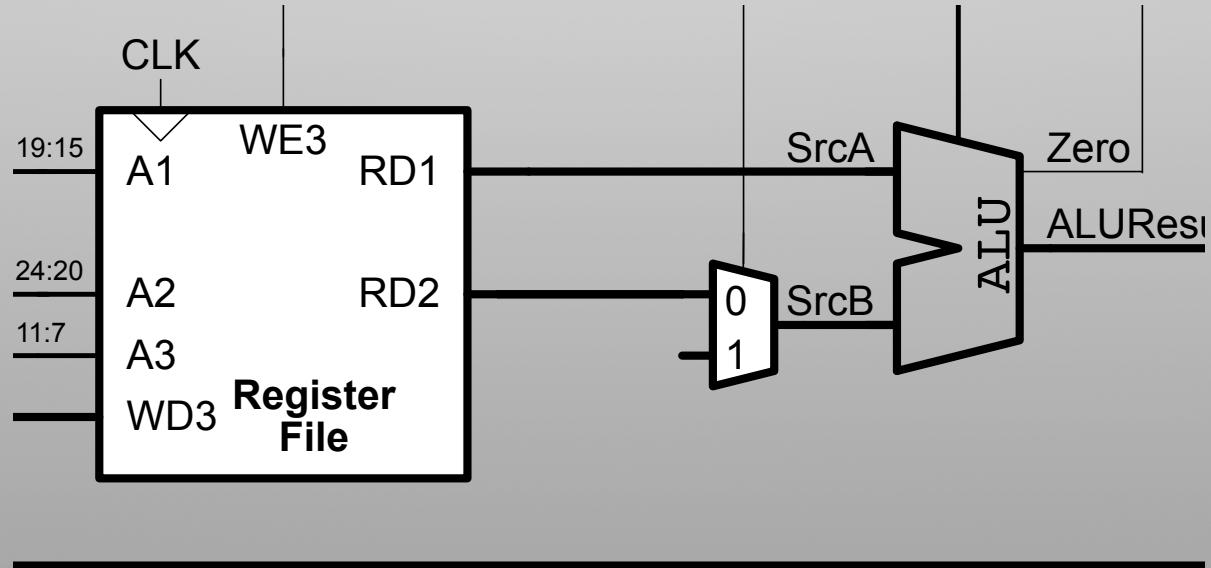 CLK
WE3
19:15
A1
RD1
SrcA
Zero
ALU
24:20
A2
RD2
0
SrcB
11:7
A3
1
WD3
Register
File